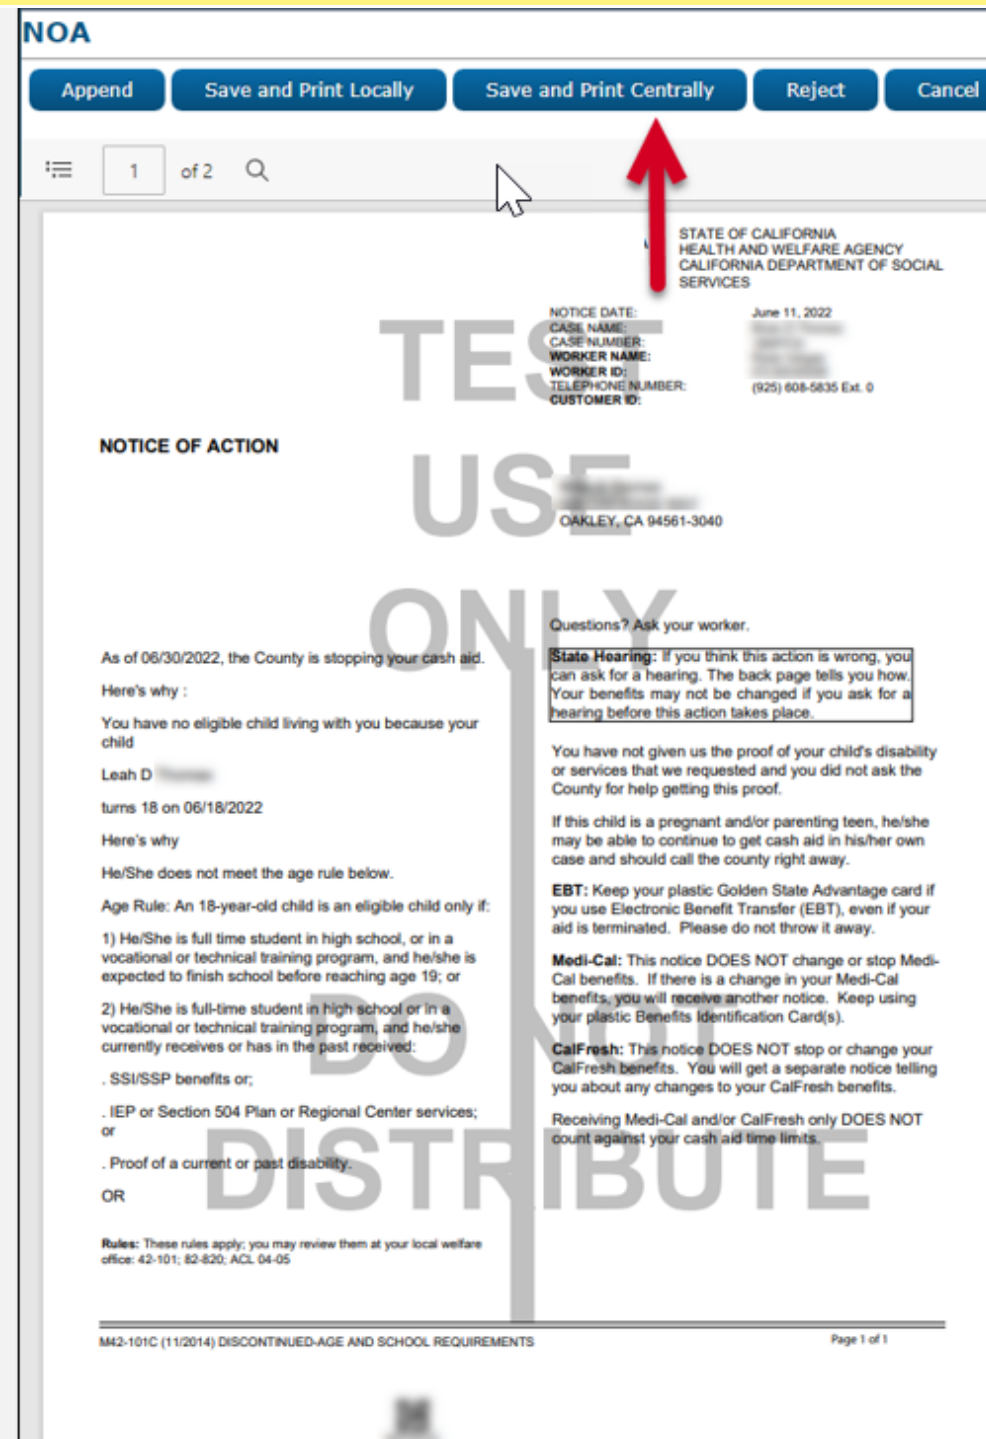 NOA
Append
Save and Print Locally
Save and Print Centrally
Reject
Cancel
1
of 2
STATE OF CALIFORNIA
HEALTH AND WELFARE AGENCY
CALIFORNIA DEPARTMENT OF SOCIAL
SERVICES
NOTICE DATE: June 11, 2022
CASE NAME:
CASE NUMBER:
WORKER NAME:
WORKER ID:
TELEPHONE NUMBER: (925) 608-5835 Ext. 0
CUSTOMER ID:
TEST
USE
ONLY
DO NOT
DISTRIBUTE
NOTICE OF ACTION
OAKLEY, CA 94561-3040
As of 06/30/2022, the County is stopping your cash aid.
Here's why :
You have no eligible child living with you because your
child
Leah D
turns 18 on 06/18/2022
Here's why
He/She does not meet the age rule below.
Age Rule: An 18-year-old child is an eligible child only if:
1) He/She is full time student in high school, or in a
vocational or technical training program, and he/she is
expected to finish school before reaching age 19; or
2) He/She is full-time student in high school or in a
vocational or technical training program, and he/she
currently receives or has in the past received:
. SSI/SSP benefits or;
. IEP or Section 504 Plan or Regional Center services;
or
. Proof of a current or past disability.
OR
Rules: These rules apply; you may review them at your local welfare
office: 42-101; 82-820; ACL 04-05
Questions? Ask your worker.
State Hearing: If you think this action is wrong, you
can ask for a hearing. The back page tells you how.
Your benefits may not be changed if you ask for a
hearing before this action takes place.
You have not given us the proof of your child's disability
or services that we requested and you did not ask the
County for help getting this proof.
If this child is a pregnant and/or parenting teen, he/she
may be able to continue to get cash aid in his/her own
case and should call the county right away.
EBT: Keep your plastic Golden State Advantage card if
you use Electronic Benefit Transfer (EBT), even if your
aid is terminated. Please do not throw it away.
Medi-Cal: This notice DOES NOT change or stop Medi-
Cal benefits. If there is a change in your Medi-Cal
benefits, you will receive another notice. Keep using
your plastic Benefits Identification Card(s).
CalFresh: This notice DOES NOT stop or change your
CalFresh benefits. You will get a separate notice telling
you about any changes to your CalFresh benefits.
Receiving Medi-Cal and/or CalFresh only DOES NOT
count against your cash aid time limits.
M42-101C (11/2014) DISCONTINUED-AGE AND SCHOOL REQUIREMENTS
Page 1 of 1